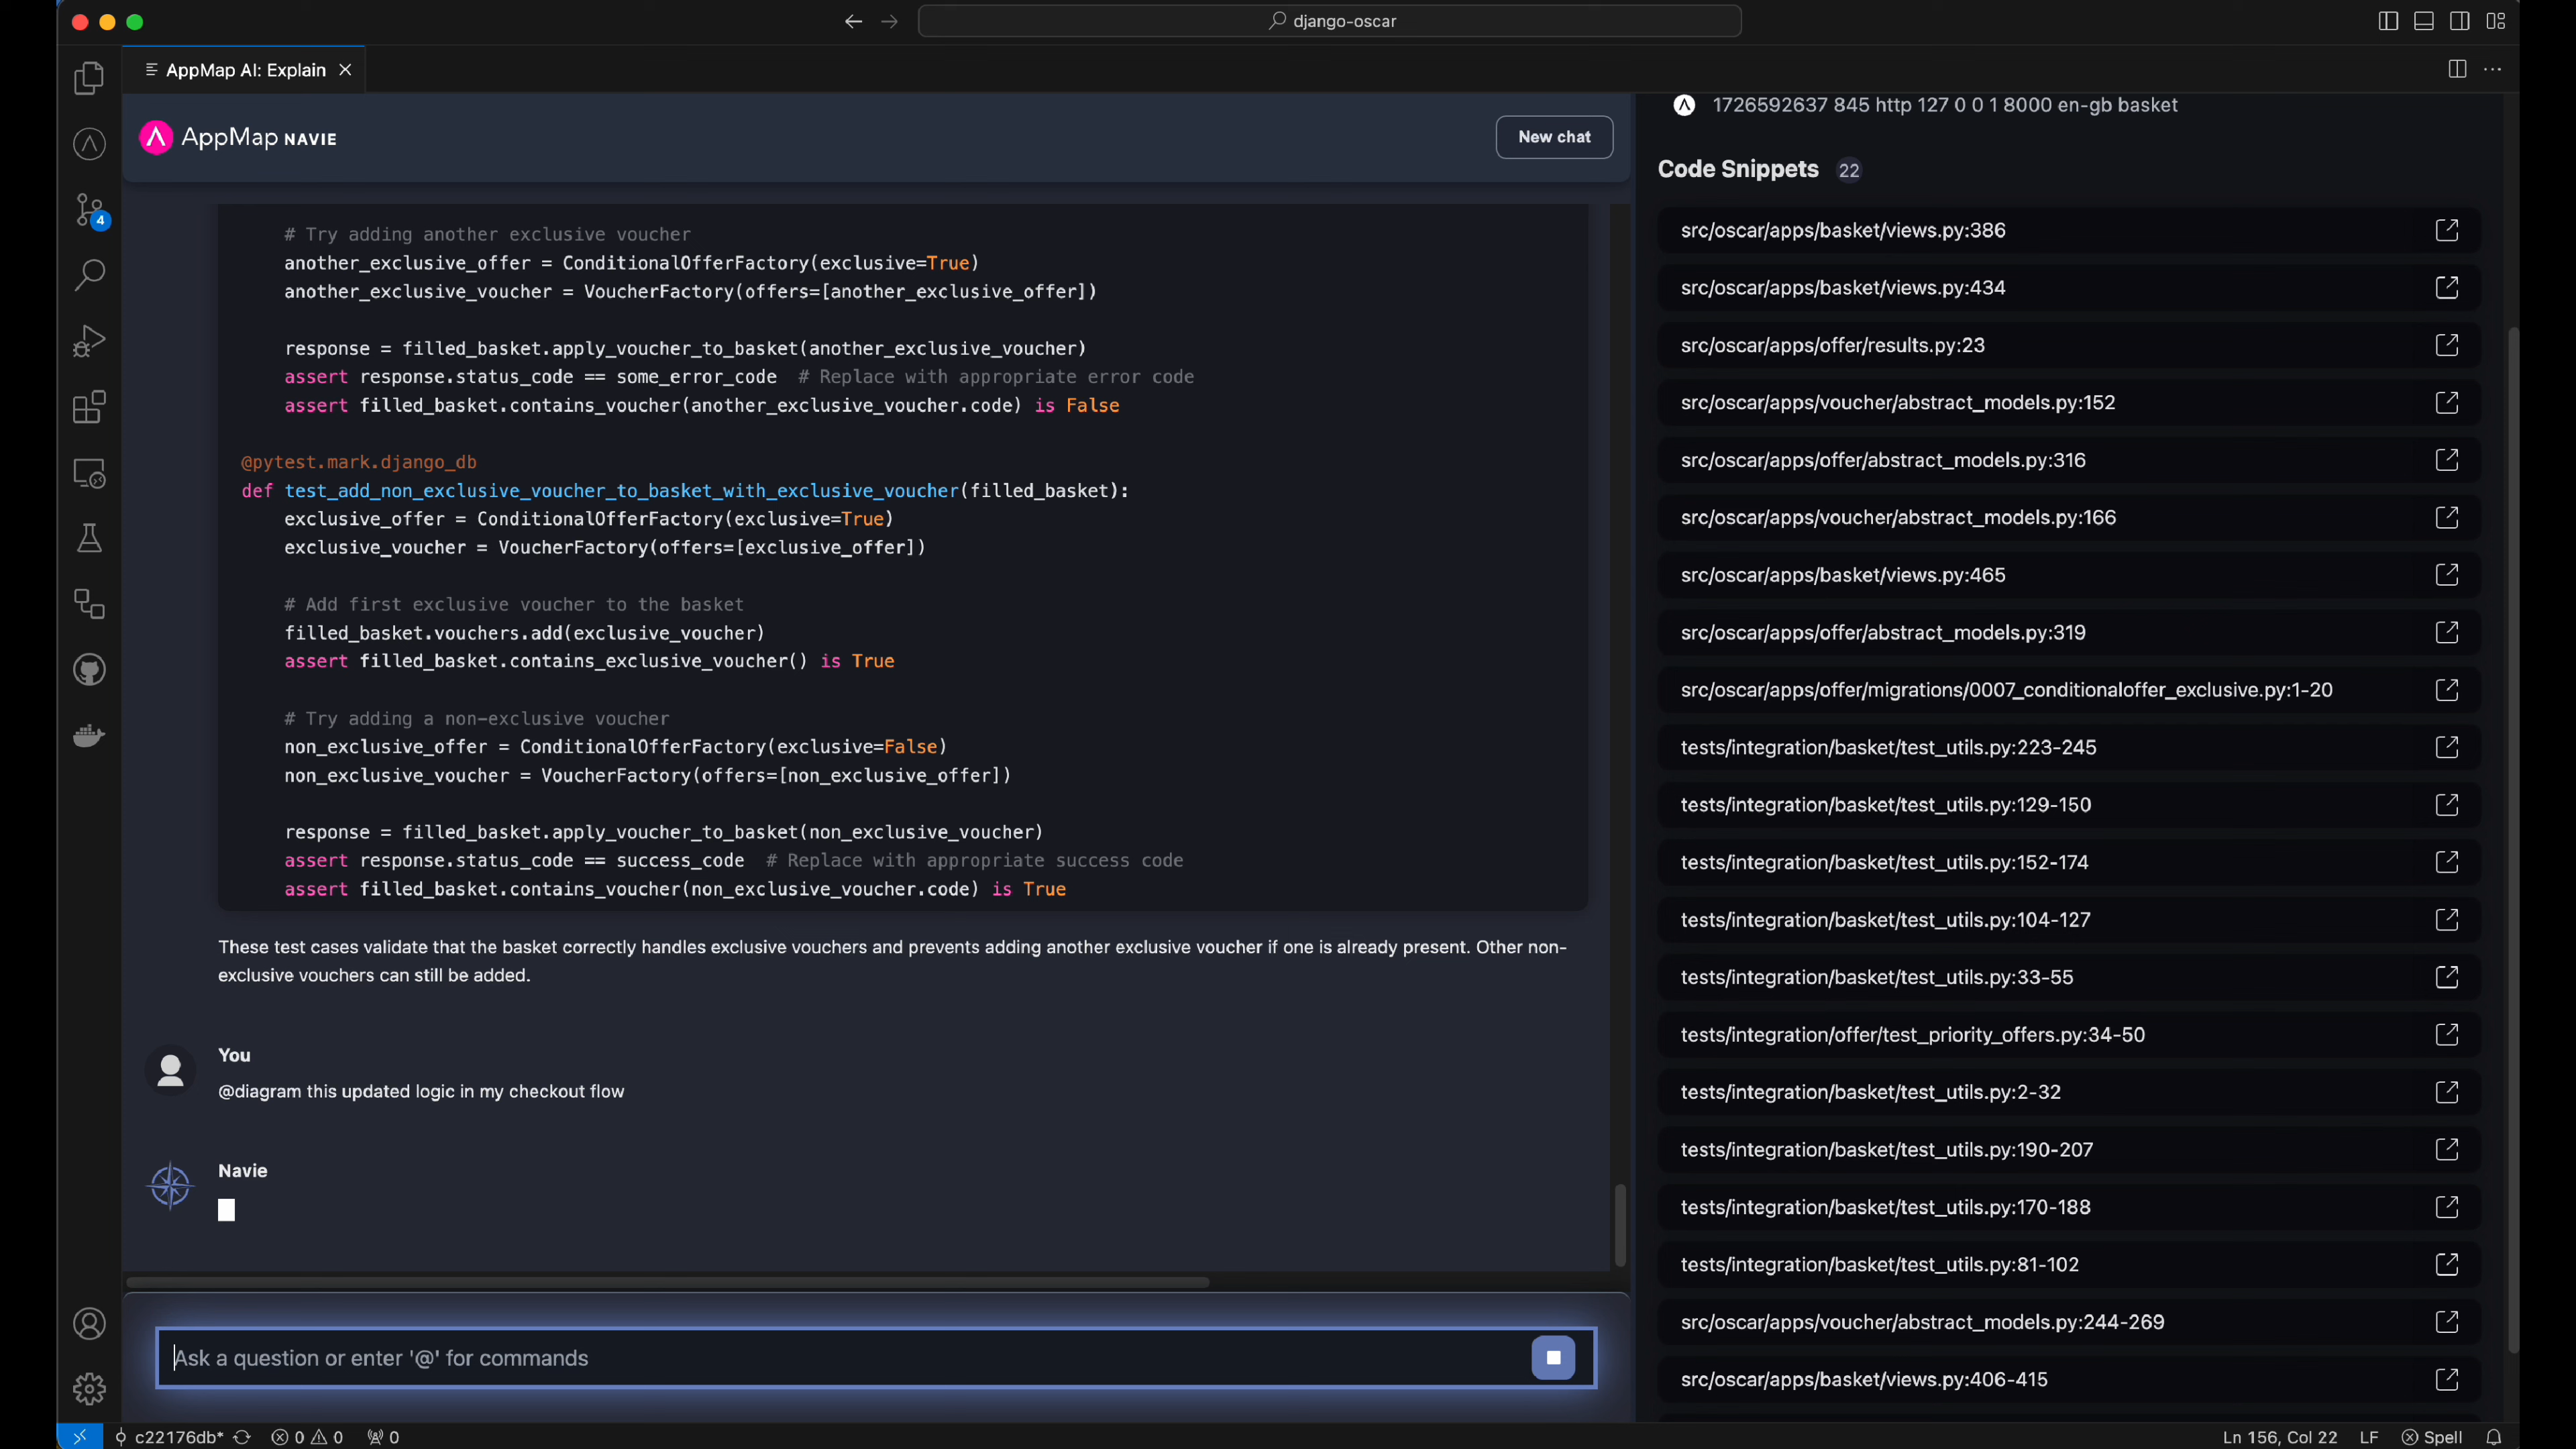 django-oscar
AppMap AI: Explain
AppMap NAVIE
New chat
4
# Try adding another exclusive voucher
another_exclusive_offer = ConditionalOfferFactory(exclusive=True)
another_exclusive_voucher = VoucherFactory(offers=[another_exclusive_offer])
response = filled_basket.apply_voucher_to_basket(another_exclusive_voucher)
assert response.status_code == some_error_code  # Replace with appropriate error code
assert filled_basket.contains_voucher(another_exclusive_voucher.code) is False
@pytest.mark.django_db
def test_add_non_exclusive_voucher_to_basket_with_exclusive_voucher(filled_basket):
exclusive_offer = ConditionalOfferFactory(exclusive=True)
exclusive_voucher = VoucherFactory(offers=[exclusive_offer])
# Add first exclusive voucher to the basket
filled_basket.vouchers.add(exclusive_voucher)
assert filled_basket.contains_exclusive_voucher() is True
# Try adding a non-exclusive voucher
non_exclusive_offer = ConditionalOfferFactory(exclusive=False)
non_exclusive_voucher = VoucherFactory(offers=[non_exclusive_offer])
response = filled_basket.apply_voucher_to_basket(non_exclusive_voucher)
assert response.status_code == success_code  # Replace with appropriate success code
assert filled_basket.contains_voucher(non_exclusive_voucher.code) is True
These test cases validate that the basket correctly handles exclusive vouchers and prevents adding another exclusive voucher if one is already present. Other non-
exclusive vouchers can still be added.
You
@diagram this updated logic in my checkout flow
Navie
Ask a question or enter '@' for commands
1726592637 845 http 127 0 0 1 8000 en-gb basket
Code Snippets 22
src/oscar/apps/basket/views.py:386
src/oscar/apps/basket/views.py:434
src/oscar/apps/offer/results.py:23
src/oscar/apps/voucher/abstract_models.py:152
src/oscar/apps/offer/abstract_models.py:316
src/oscar/apps/voucher/abstract_models.py:166
src/oscar/apps/basket/views.py:465
src/oscar/apps/offer/abstract_models.py:319
src/oscar/apps/offer/migrations/0007_conditionaloffer_exclusive.py:1-20
tests/integration/basket/test_utils.py:223-245
tests/integration/basket/test_utils.py:129-150
tests/integration/basket/test_utils.py:152-174
tests/integration/basket/test_utils.py:104-127
tests/integration/basket/test_utils.py:33-55
tests/integration/offer/test_priority_offers.py:34-50
tests/integration/basket/test_utils.py:2-32
tests/integration/basket/test_utils.py:190-207
tests/integration/basket/test_utils.py:170-188
tests/integration/basket/test_utils.py:81-102
src/oscar/apps/voucher/abstract_models.py:244-269
src/oscar/apps/basket/views.py:406-415
c22176db* 0 0 0
Ln 156, Col 22 LF Spell